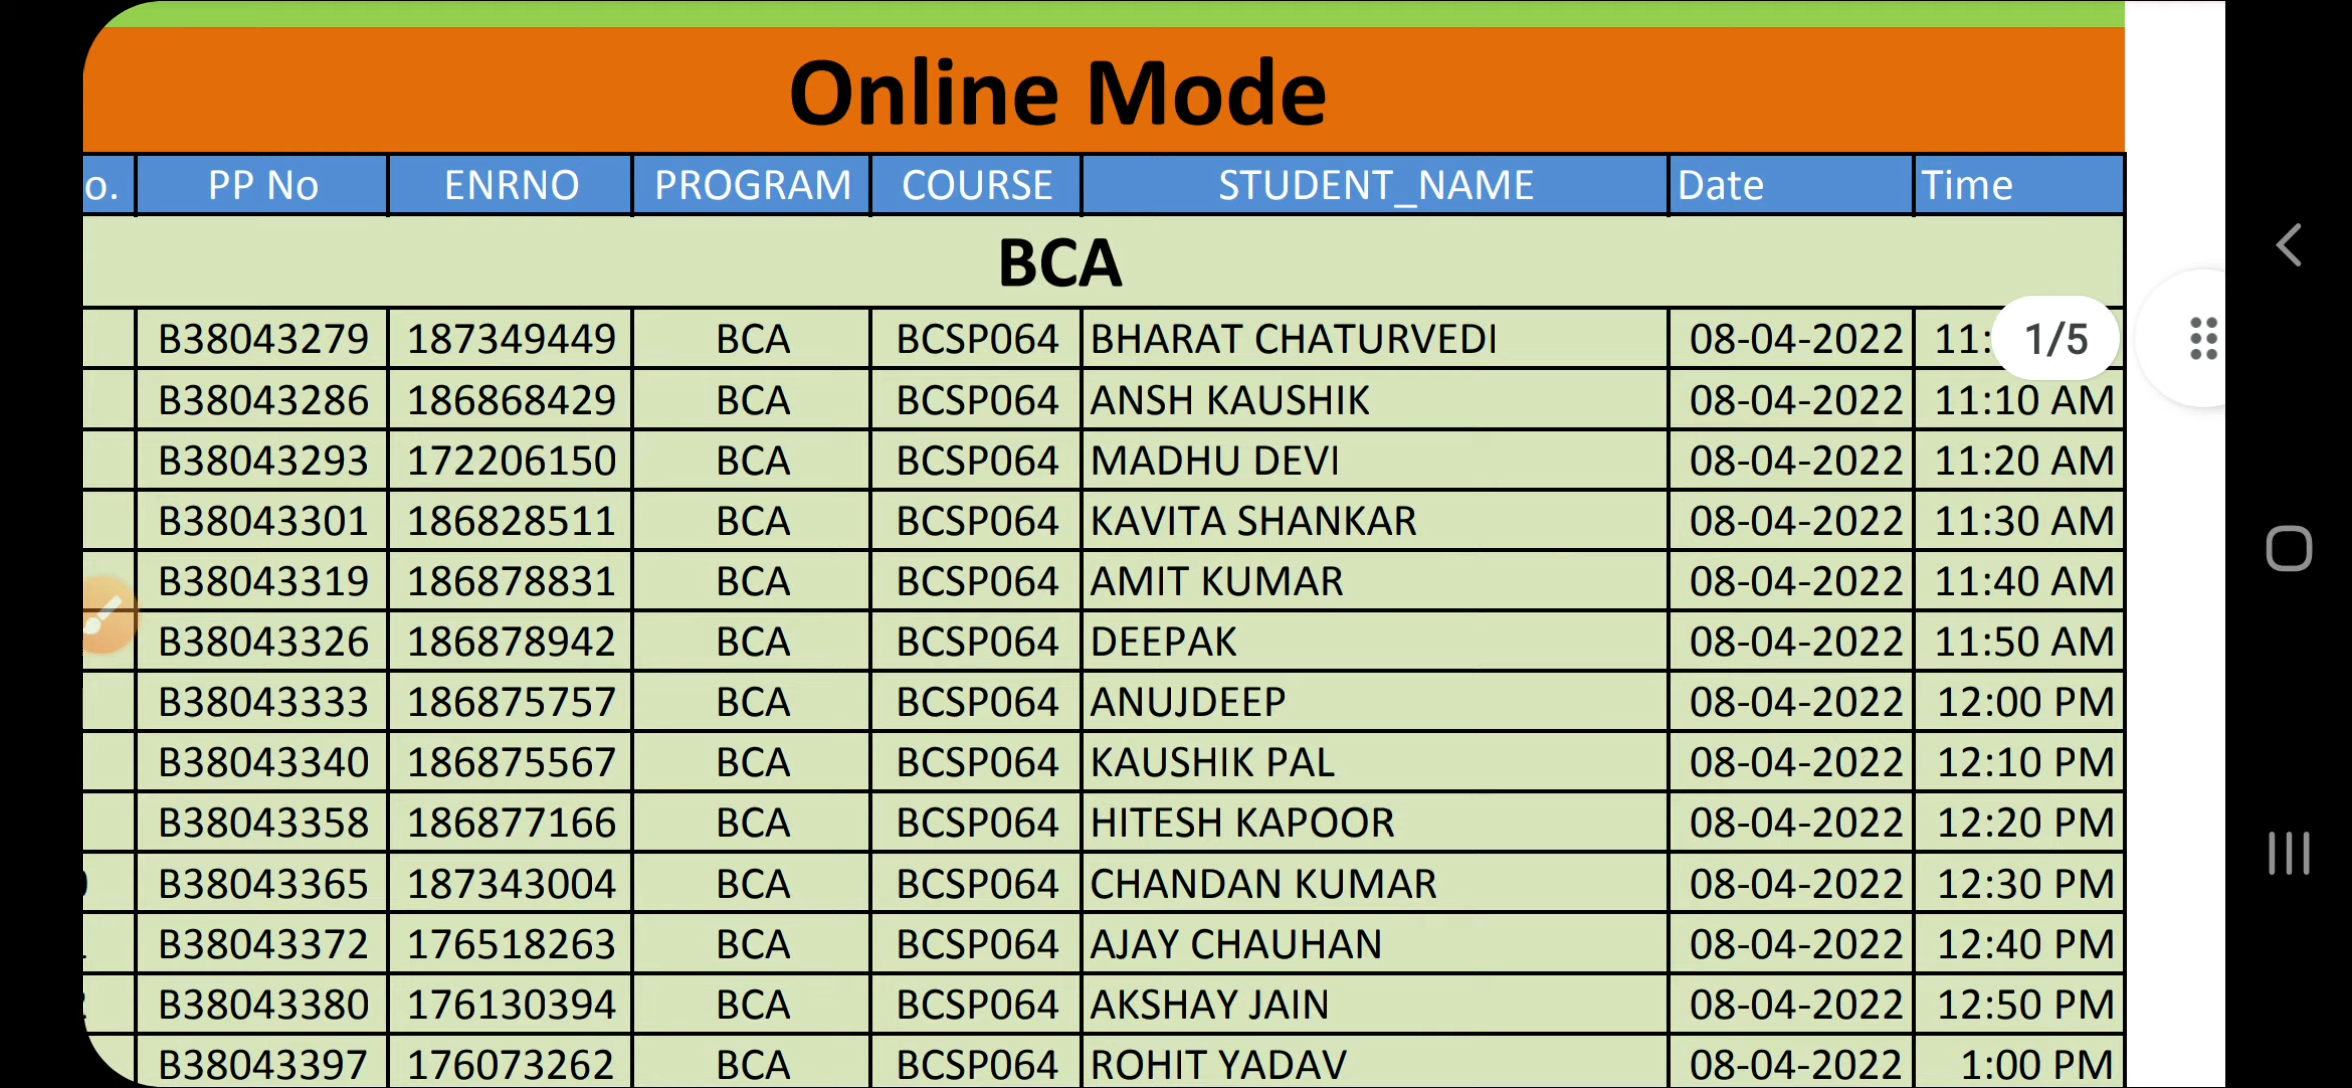 Online Mode
o. PP No ENRNO PROGRAM COURSE STUDENT_NAME Date Time
BCA
B38043279 187349449 BCA BCSP064 BHARAT CHATURVEDI 08-04-2022 11: 1/5
B38043286 186868429 BCA BCSP064 ANSH KAUSHIK 08-04-2022 11:10 AM
B38043293 172206150 BCA BCSP064 MADHU DEVI 08-04-2022 11:20 AM
B38043301 186828511 BCA BCSP064 KAVITA SHANKAR 08-04-2022 11:30 AM
B38043319 186878831 BCA BCSP064 AMIT KUMAR 08-04-2022 11:40 AM
B38043326 186878942 BCA BCSP064 DEEPAK 08-04-2022 11:50 AM
B38043333 186875757 BCA BCSP064 ANUJDEEP 08-04-2022 12:00 PM
B38043340 186875567 BCA BCSP064 KAUSHIK PAL 08-04-2022 12:10 PM
B38043358 186877166 BCA BCSP064 HITESH KAPOOR 08-04-2022 12:20 PM
B38043365 187343004 BCA BCSP064 CHANDAN KUMAR 08-04-2022 12:30 PM
B38043372 176518263 BCA BCSP064 AJAY CHAUHAN 08-04-2022 12:40 PM
B38043380 176130394 BCA BCSP064 AKSHAY JAIN 08-04-2022 12:50 PM
B38043397 176073262 BCA BCSP064 ROHIT YADAV 08-04-2022 1:00 PM